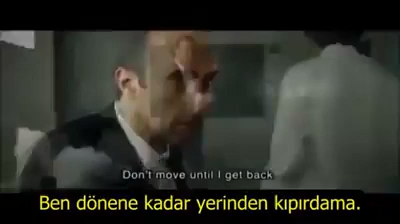 Don't move until I get back
Ben dönene kadar yerinden kıpırdama.